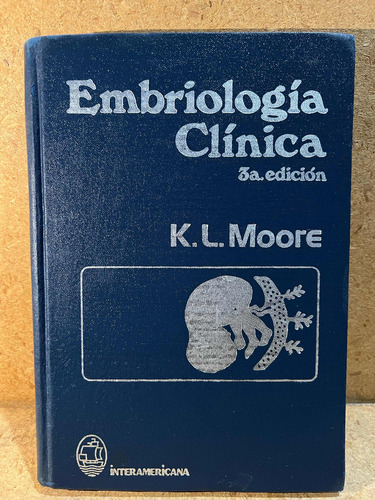 Embriología
Clínica
3a. edición
K.L. Moore
INTERAMERICANA